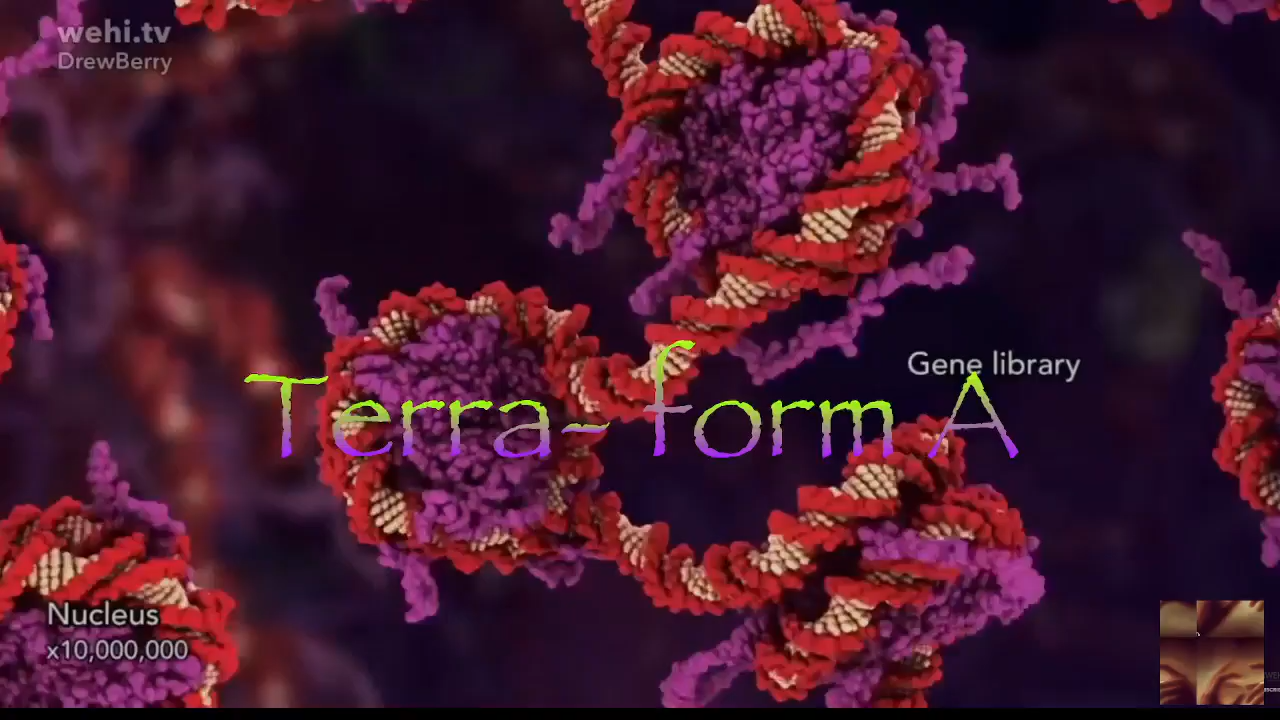 wehi.tv
DrewBerry
Gene library
Terra- form A
Nucleus
x10,000,000